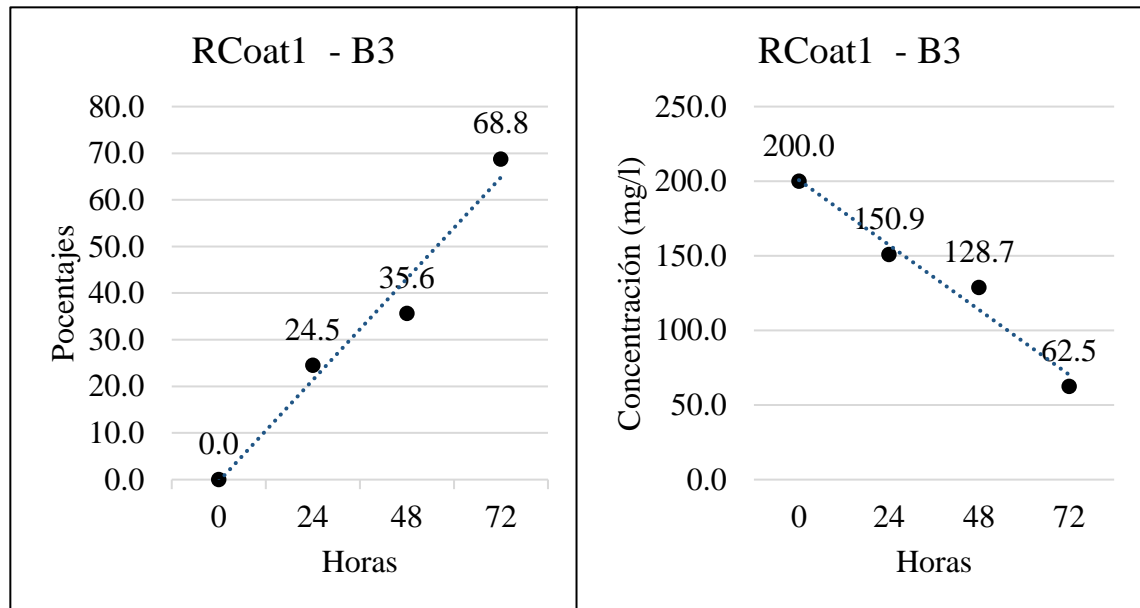 RCoat1 - B3
80.0
70.0
60.0
50.0
40.0
30.0
20.0
10.0
0.0
Pocentajes
0.0
24.5
35.6
68.8
0 24 48 72
Horas
RCoat1 - B3
250.0
200.0
150.0
100.0
50.0
0.0
Concentración (mg/l)
200.0
150.9
128.7
62.5
0 24 48 72
Horas